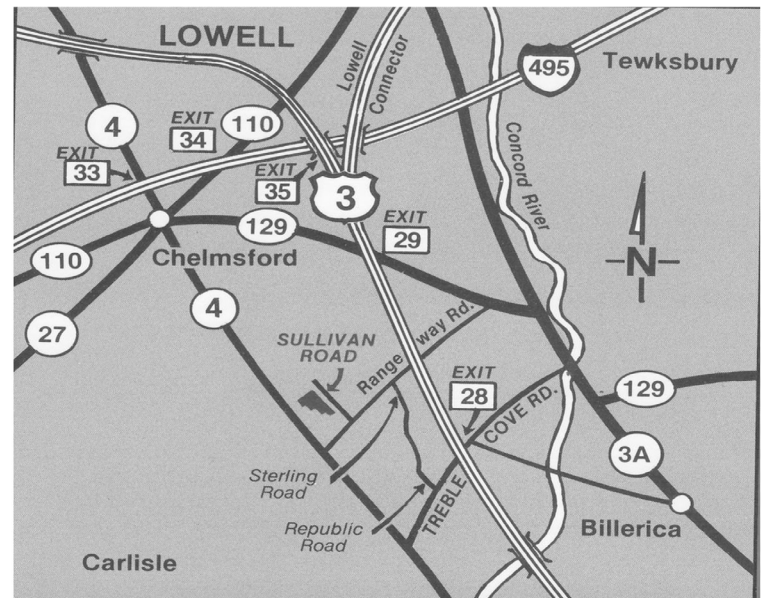 LOWELL
Lowell
Connector
495
Tewksbury
4
EXIT
34
110
EXIT
33
EXIT
35
3
Concord River
129
EXIT
29
N
110
Chelmsford
27
4
SULLIVAN
ROAD
Rangeway Rd.
EXIT
28
COVE RD.
129
Sterling
Road
3A
TREBLE
Republic
Road
Billerica
Carlisle